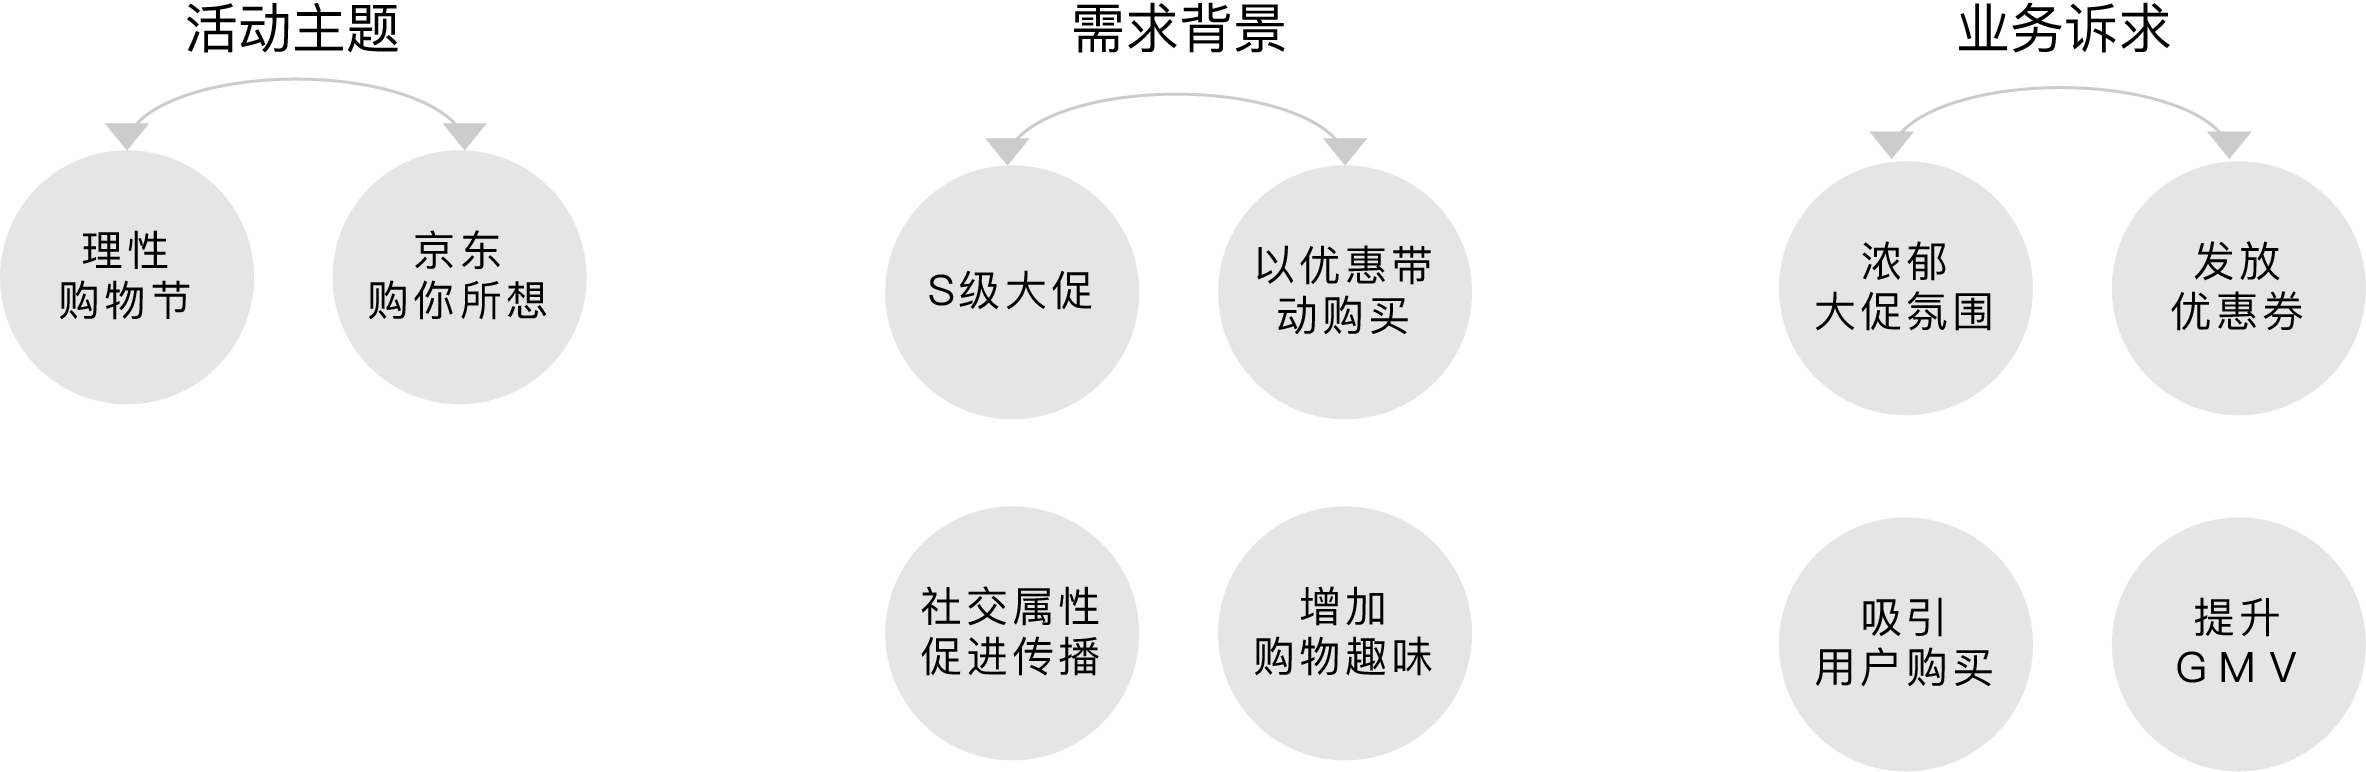 活动主题
理性
购物节
京东
购你所想
需求背景
S级大促
以优惠带
动购买
社交属性
促进传播
增加
购物趣味
业务诉求
浓郁
大促氛围
发放
优惠券
吸引
用户购买
提升
GMV